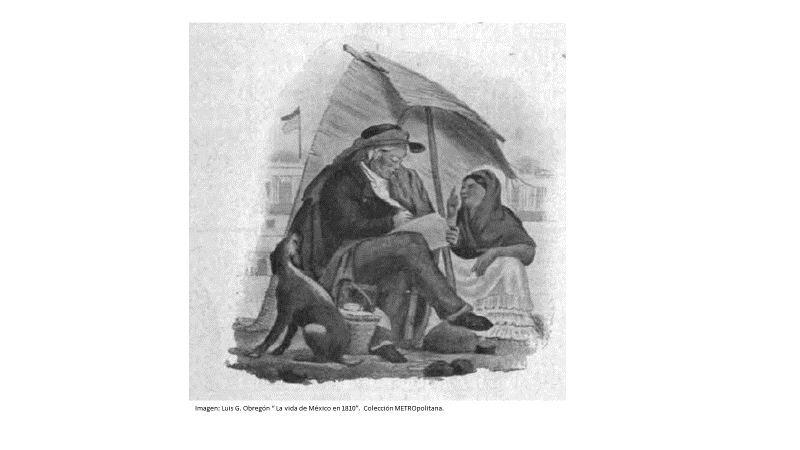 Imagen: Luis G. Obregón " La vida de México en 1810". Colección METROpolitana.